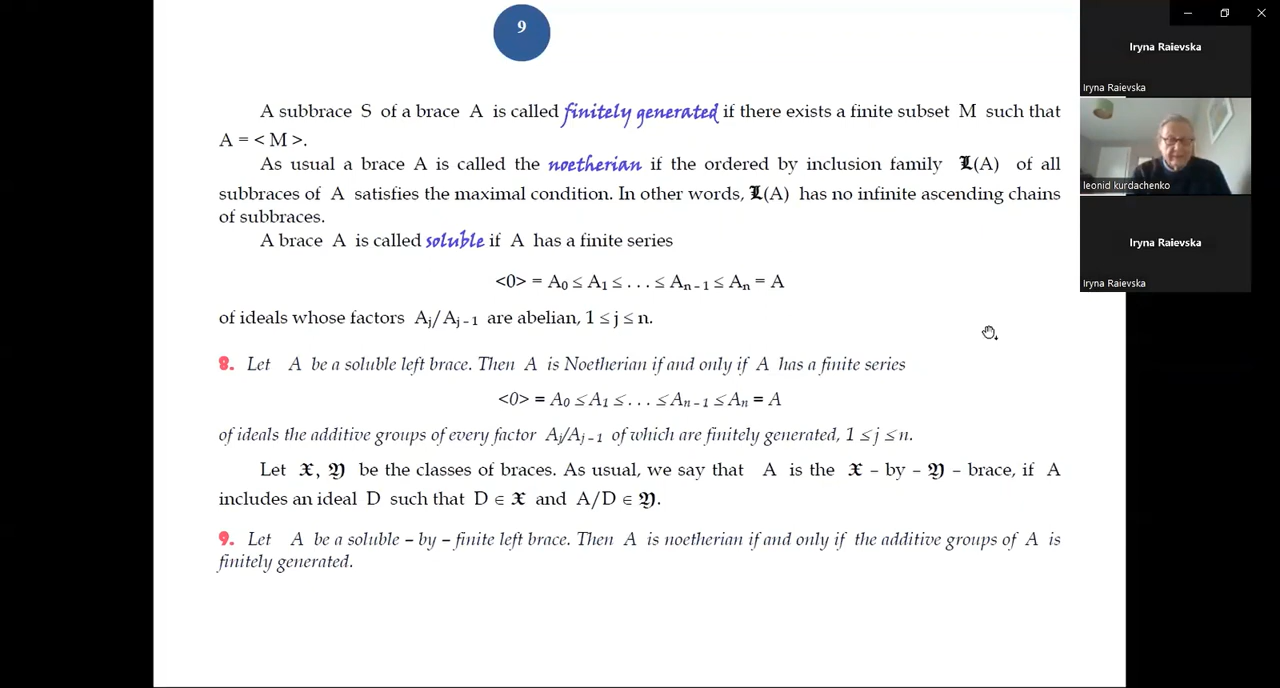 9
A subbrace S of a brace A is called finitely generated if there exists a finite subset M such that
A = < M >.
As usual a brace A is called the noetherian if the ordered by inclusion family 𝕷(A) of all
subbraces of A satisfies the maximal condition. In other words, 𝕷(A) has no infinite ascending chains
of subbraces.
A brace A is called soluble if A has a finite series
<0> = A₀ ≤ A₁ ≤ . . . ≤ Aₙ₋₁ ≤ Aₙ = A
of ideals whose factors Aⱼ/Aⱼ₋₁ are abelian, 1 ≤ j ≤ n.
8. Let A be a soluble left brace. Then A is Noetherian if and only if A has a finite series
<0> = A₀ ≤ A₁ ≤ . . . ≤ Aₙ₋₁ ≤ Aₙ = A
of ideals the additive groups of every factor Aⱼ/Aⱼ₋₁ of which are finitely generated, 1 ≤ j ≤ n.
Let 𝖃, 𝖄 be the classes of braces. As usual, we say that A is the 𝖃 – by – 𝖄 – brace, if A
includes an ideal D such that D ∈ 𝖃 and A/D ∈ 𝖄.
9. Let A be a soluble – by – finite left brace. Then A is noetherian if and only if the additive groups of A is
finitely generated.
Iryna Raievska
Iryna Raievska
leonid kurdachenko
Iryna Raievska
Iryna Raievska